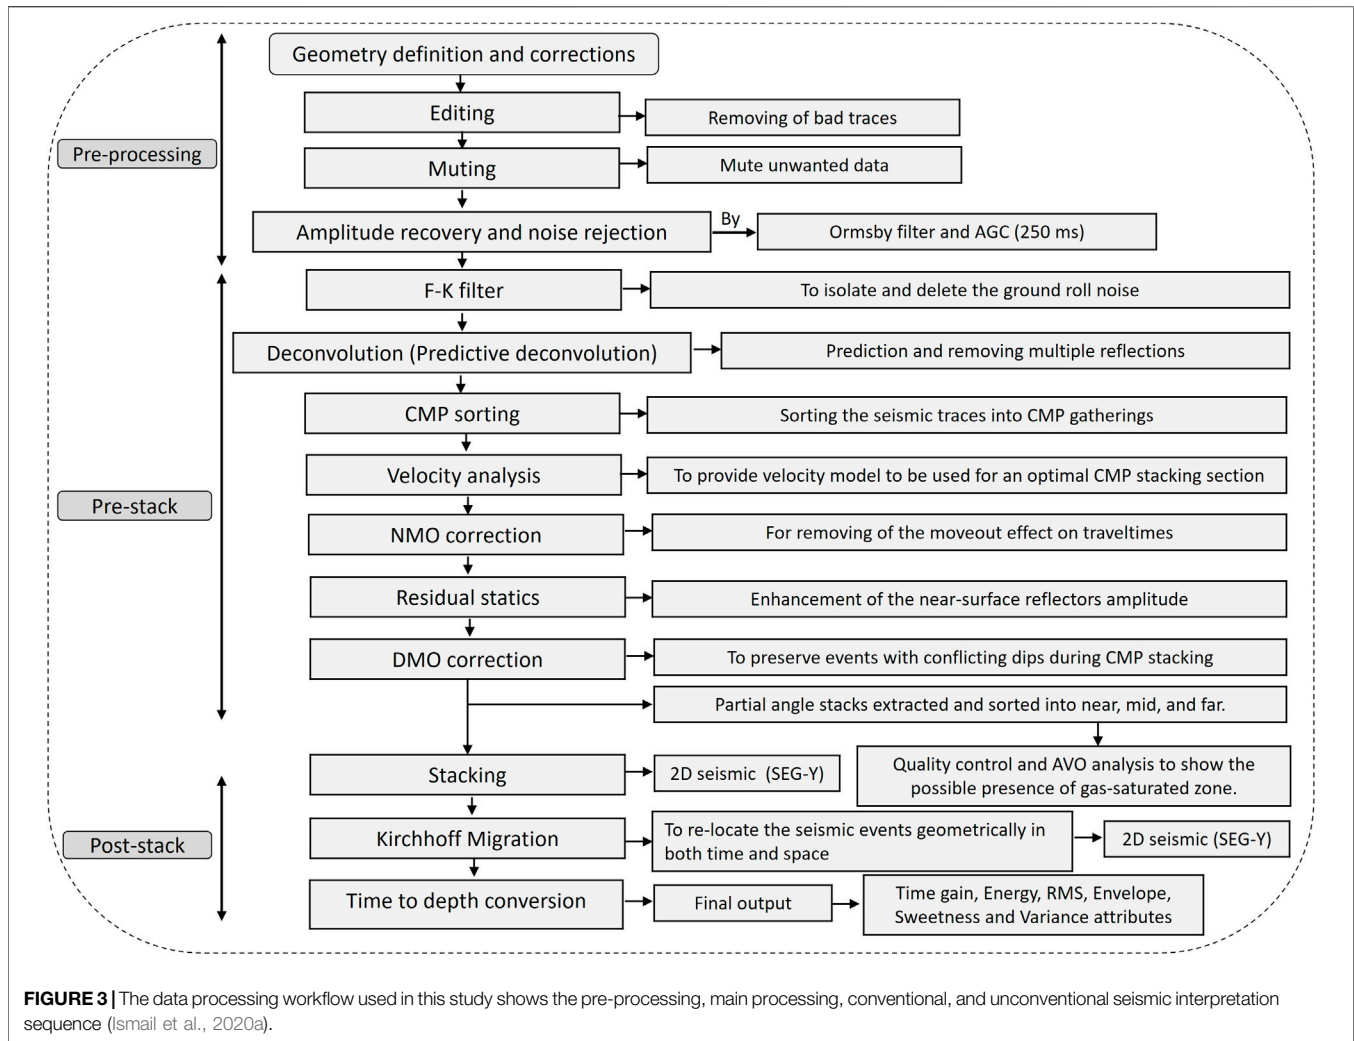 Geometry definition and corrections
Editing
Removing of bad traces
Pre-processing
Muting
Mute unwanted data
Amplitude recovery and noise rejection
By
Ormsby filter and AGC (250 ms)
F-K filter
To isolate and delete the ground roll noise
Deconvolution (Predictive deconvolution)
Prediction and removing multiple reflections
CMP sorting
Sorting the seismic traces into CMP gatherings
Velocity analysis
To provide velocity model to be used for an optimal CMP stacking section
Pre-stack
NMO correction
For removing of the moveout effect on traveltimes
Residual statics
Enhancement of the near-surface reflectors amplitude
DMO correction
To preserve events with conflicting dips during CMP stacking
Partial angle stacks extracted and sorted into near, mid, and far.
Stacking
2D seismic (SEG-Y)
Quality control and AVO analysis to show the
possible presence of gas-saturated zone.
Post-stack
Kirchhoff Migration
To re-locate the seismic events geometrically in
both time and space
2D seismic (SEG-Y)
Time to depth conversion
Final output
Time gain, Energy, RMS, Envelope,
Sweetness and Variance attributes
FIGURE 3 | The data processing workflow used in this study shows the pre-processing, main processing, conventional, and unconventional seismic interpretation
sequence (Ismail et al., 2020a).